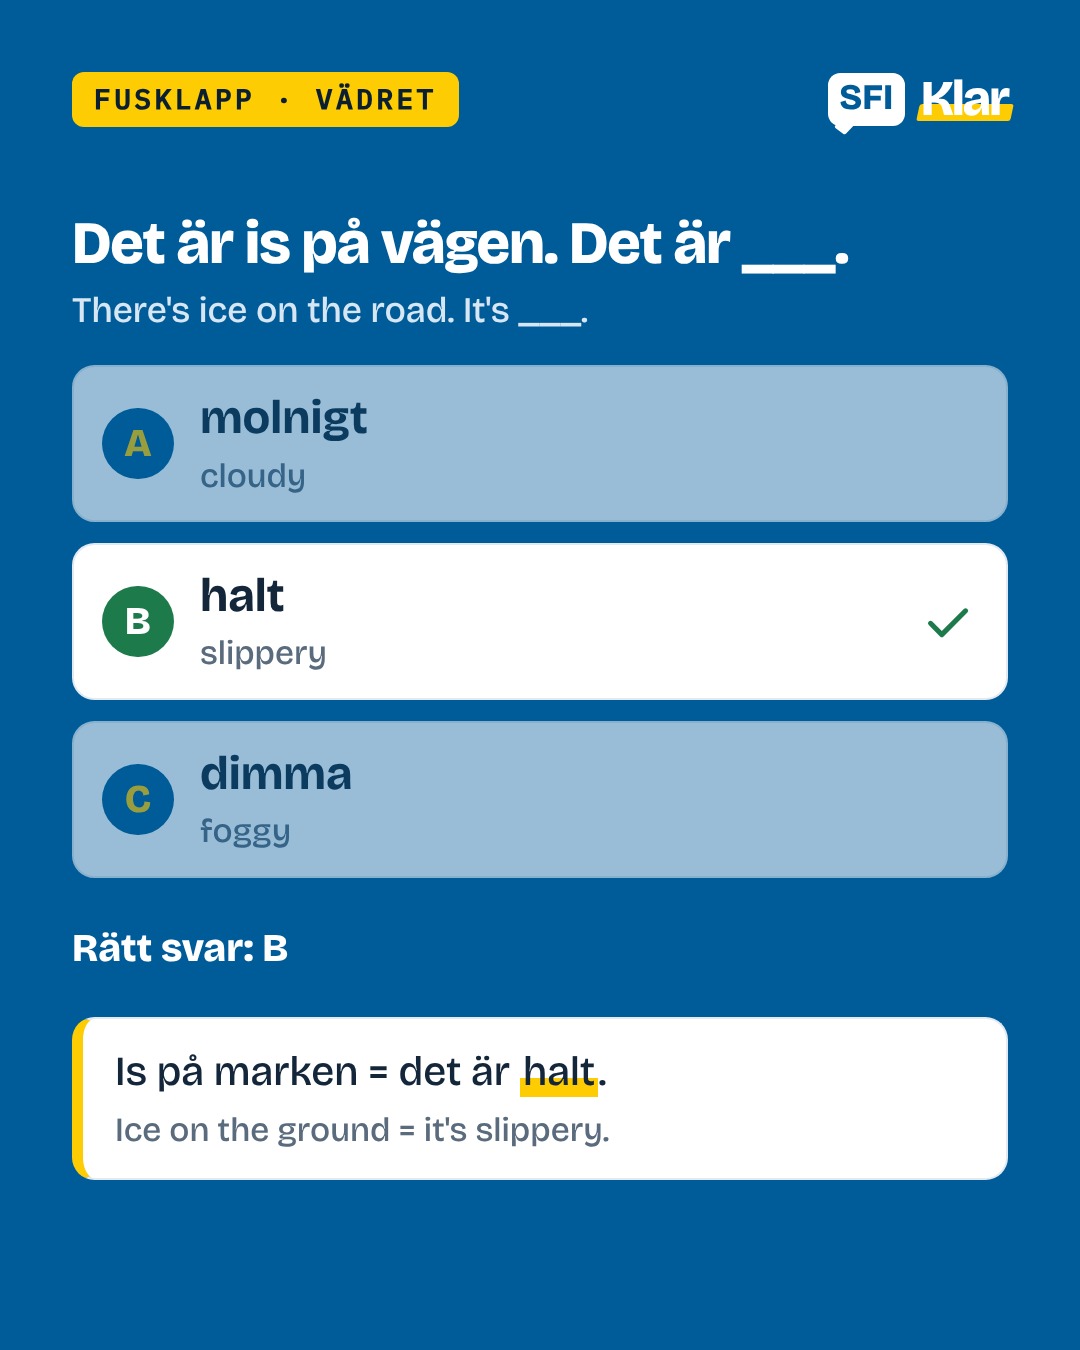 FUSKLAPP · VÄDRET
SFI Klar
Det är is på vägen. Det är ___.
There's ice on the road. It's ___.
A
molnigt
cloudy
B
halt
slippery
C
dimma
foggy
Rätt svar: B
Is på marken = det är halt.
Ice on the ground = it's slippery.